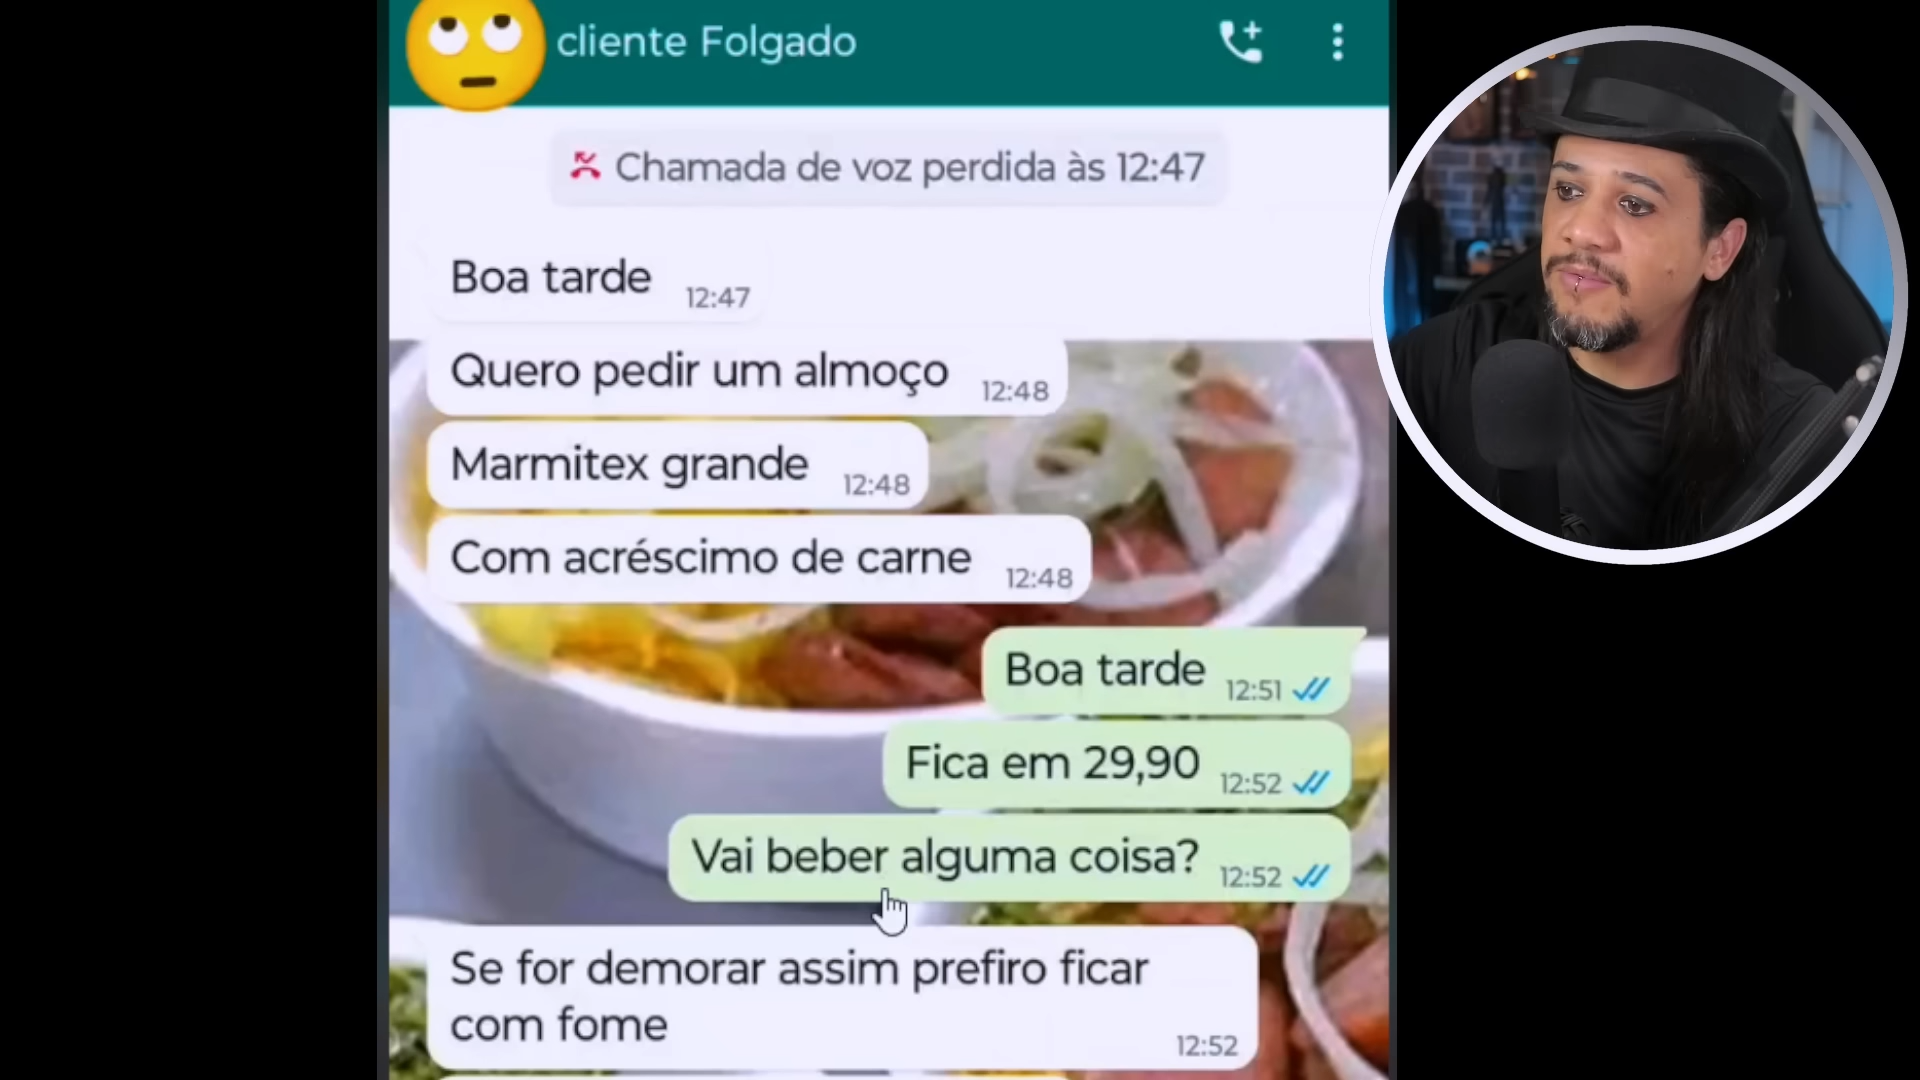 cliente Folgado
Chamada de voz perdida às 12:47
Boa tarde 12:47
Quero pedir um almoço 12:48
Marmitex grande 12:48
Com acréscimo de carne 12:48
Boa tarde 12:51
Fica em 29,90 12:52
Vai beber alguma coisa? 12:52
Se for demorar assim prefiro ficar
com fome 12:52